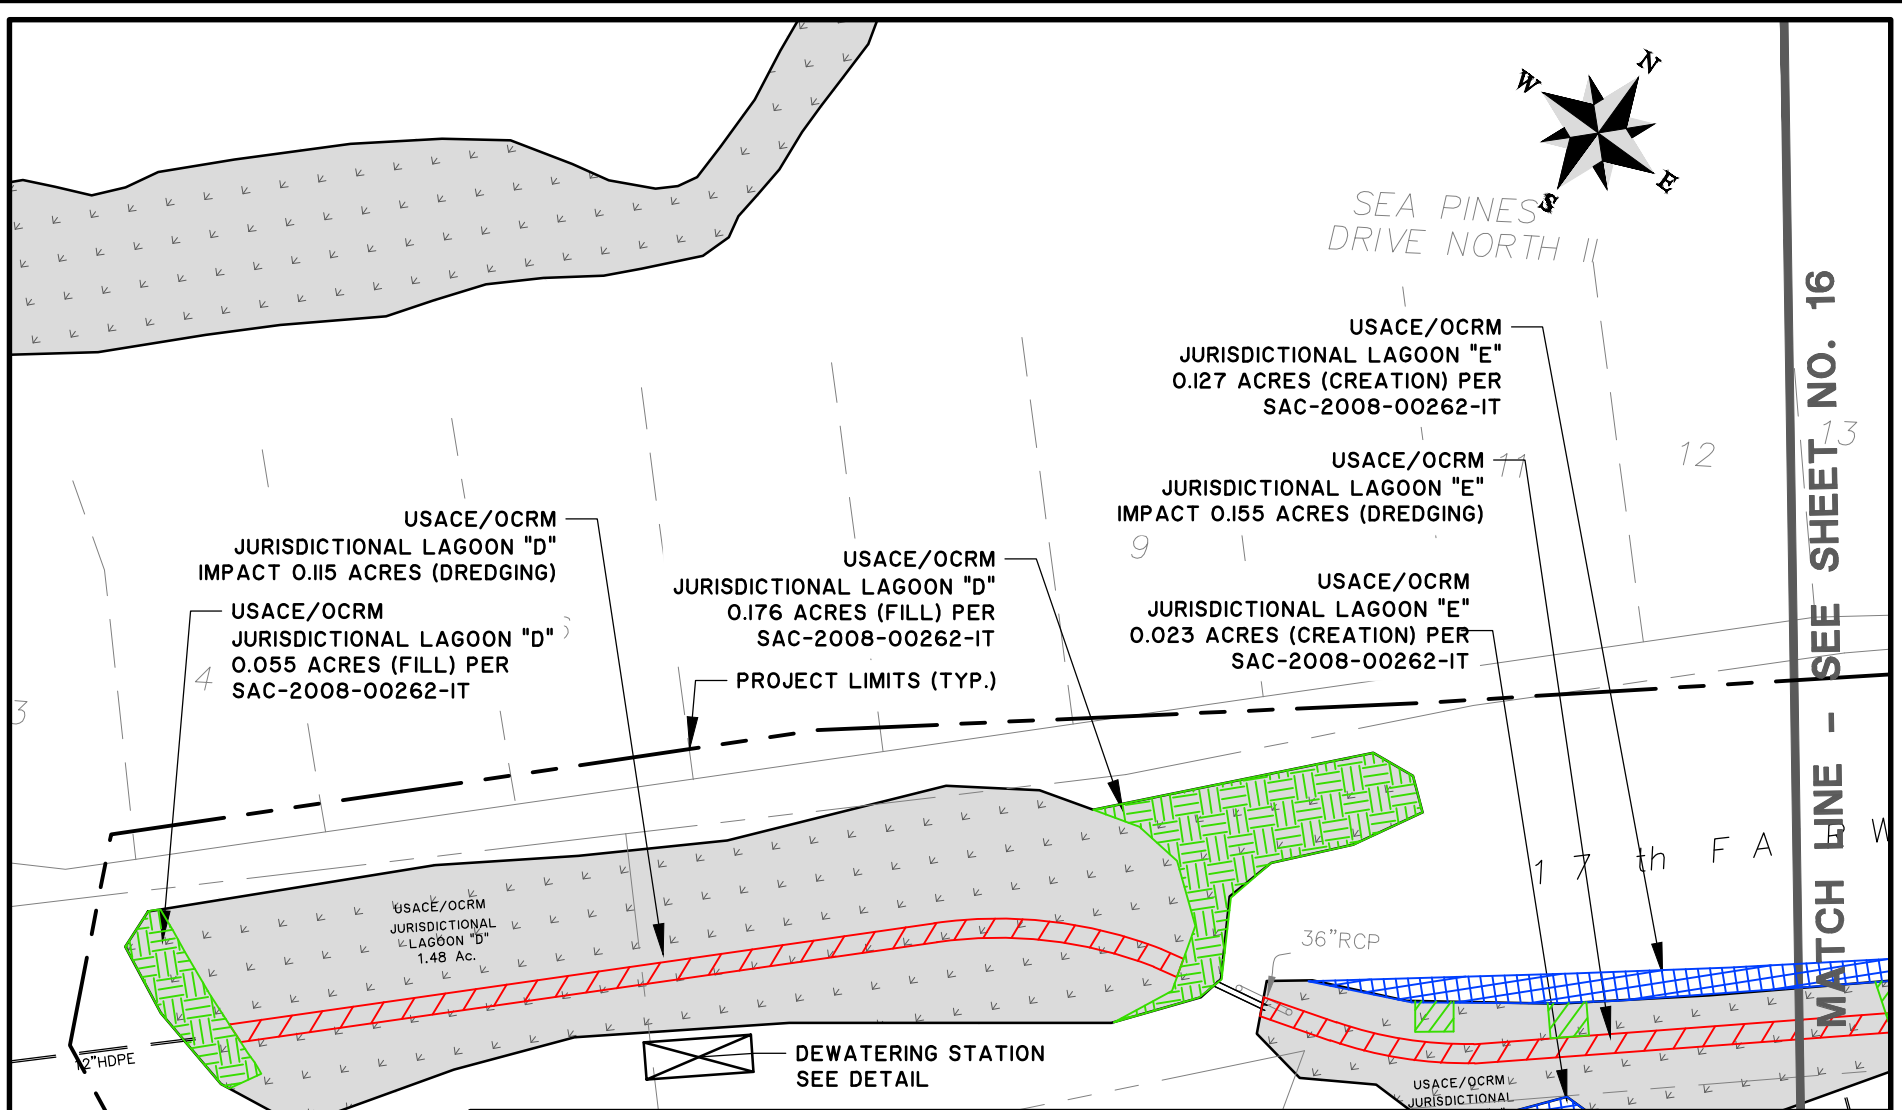 N
W
E
S
SEA PINES
DRIVE NORTH II
USACE/OCRM
JURISDICTIONAL LAGOON "E"
0.127 ACRES (CREATION) PER
SAC-2008-00262-IT
USACE/OCRM
JURISDICTIONAL LAGOON "E"
IMPACT 0.155 ACRES (DREDGING)
11
12
13
9
USACE/OCRM
JURISDICTIONAL LAGOON "E"
0.023 ACRES (CREATION) PER
SAC-2008-00262-IT
USACE/OCRM
JURISDICTIONAL LAGOON "D"
IMPACT 0.115 ACRES (DREDGING)
USACE/OCRM
JURISDICTIONAL LAGOON "D"
0.055 ACRES (FILL) PER
SAC-2008-00262-IT
USACE/OCRM
JURISDICTIONAL LAGOON "D"
0.176 ACRES (FILL) PER
SAC-2008-00262-IT
PROJECT LIMITS (TYP.)
3
4
MATCH LINE - SEE SHEET NO. 16
17th FA
W
USACE/OCRM
JURISDICTIONAL
LAGOON "D"
1.48 Ac.
36"RCP
12"HDPE
DEWATERING STATION
SEE DETAIL
USACE/OCRM
JURISDICTIONAL